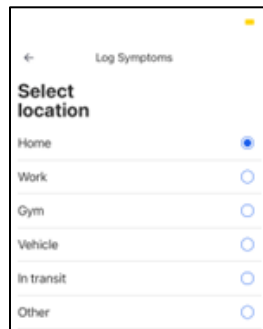 Log Symptoms
Select
location
Home
Work
Gym
Vehicle
In transit
Other